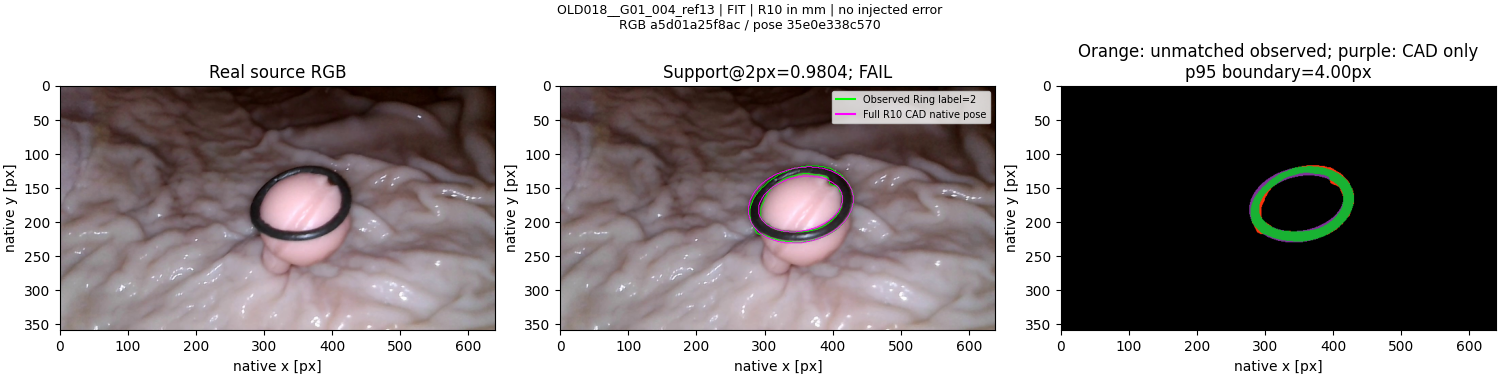 OLD018__G01_004_ref13 | FIT | R10 in mm | no injected error
RGB a5d01a25f8ac / pose 35e0e338c570
Real source RGB
native y [px]
0
50
100
150
200
250
300
350
0 100 200 300 400 500 600
native x [px]
Support@2px=0.9804; FAIL
Observed Ring label=2
Full R10 CAD native pose
native y [px]
0
50
100
150
200
250
300
350
0 100 200 300 400 500 600
native x [px]
Orange: unmatched observed; purple: CAD only
p95 boundary=4.00px
native y [px]
0
50
100
150
200
250
300
350
0 100 200 300 400 500 600
native x [px]